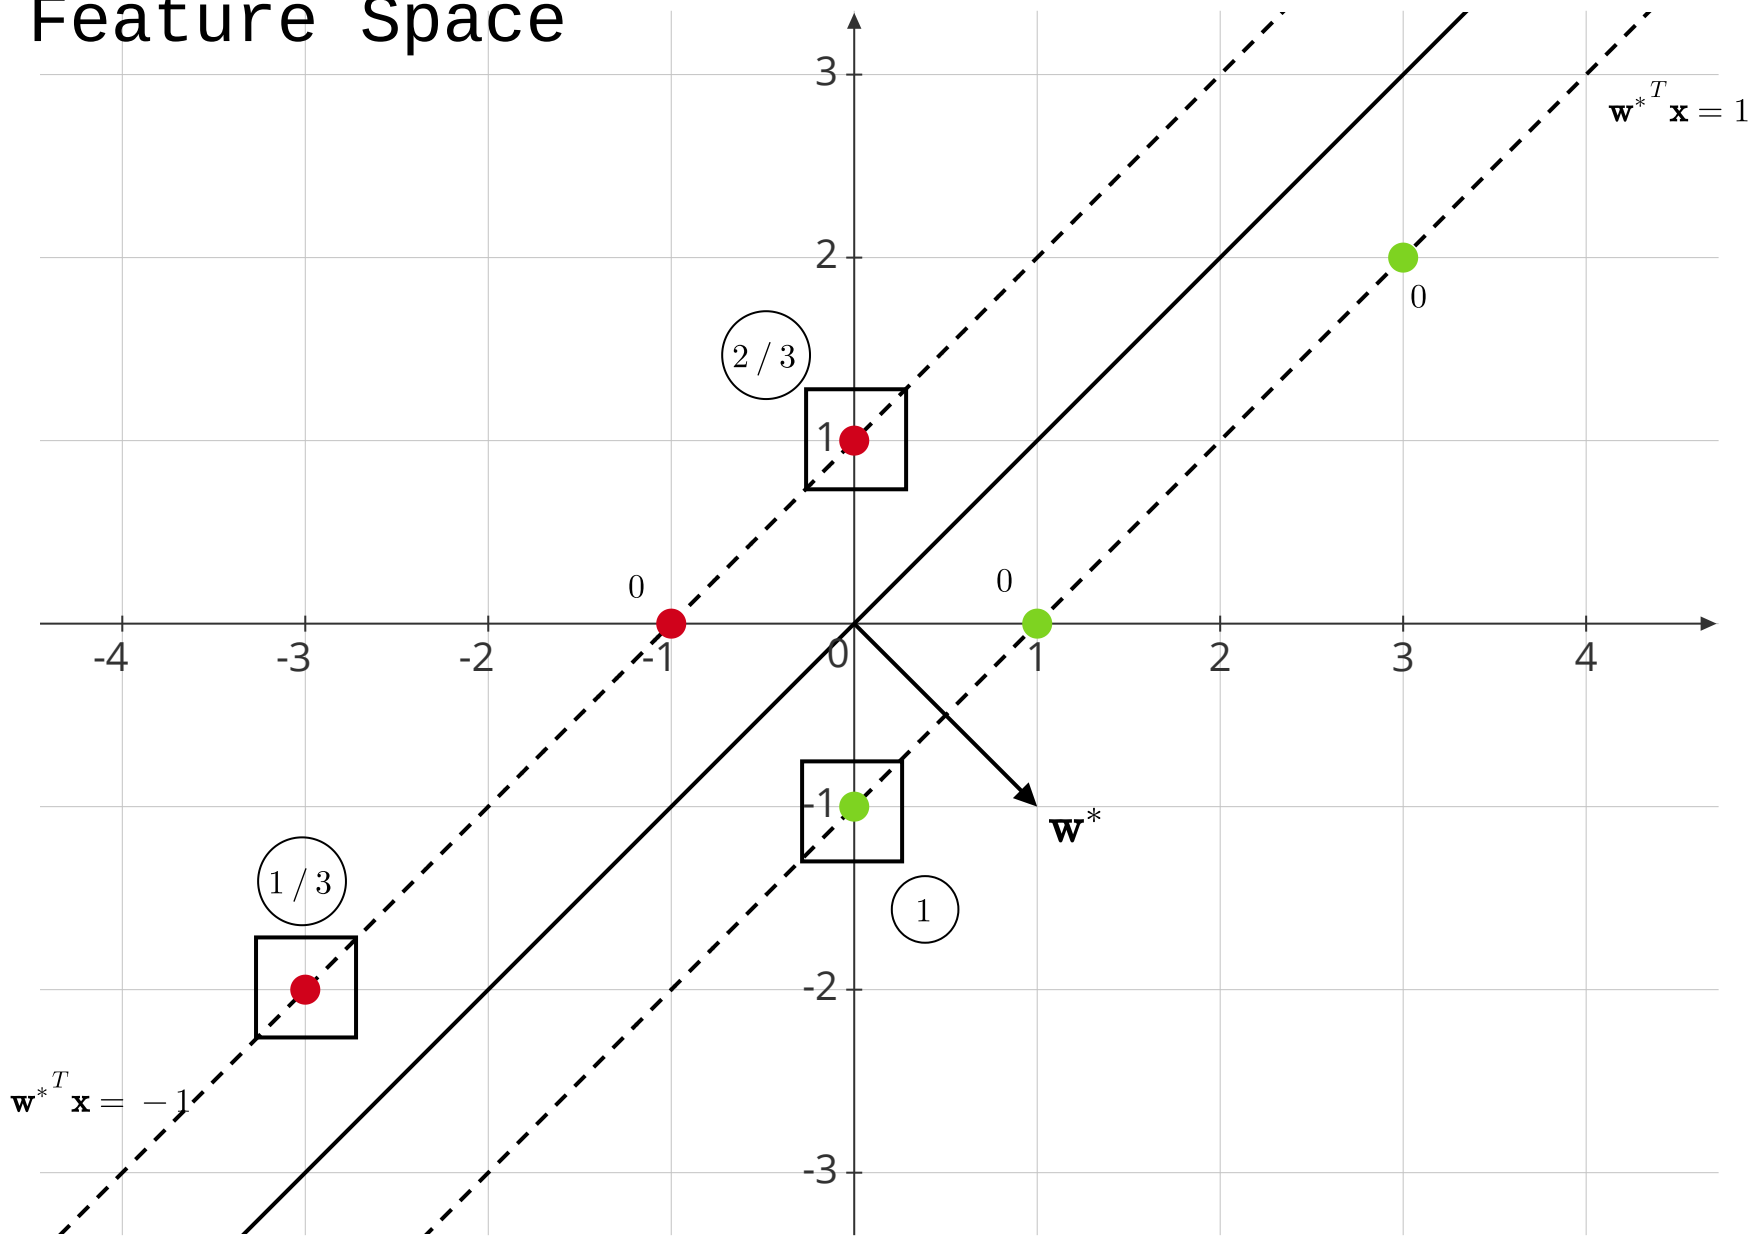 Feature Space
3
w*ᵀx = 1
2
0
2 / 3
1
0
0
-4 -3 -2 -1 0 1 2 3 4
-1
w*
1 / 3
1
-2
w*ᵀx = − 1
-3